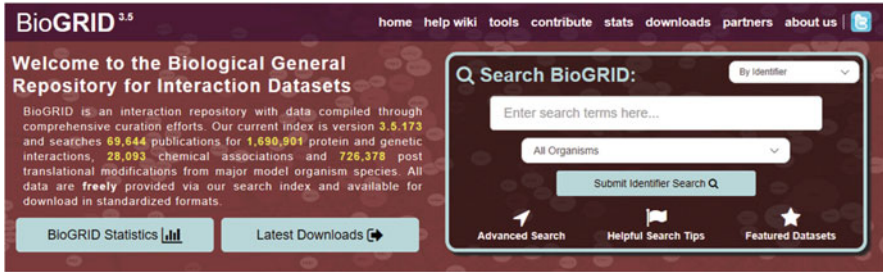 BioGRID 3.5
home help wiki tools contribute stats downloads partners about us
Welcome to the Biological General
Repository for Interaction Datasets
BioGRID is an interaction repository with data compiled through
comprehensive curation efforts. Our current index is version 3.5.173
and searches 69,644 publications for 1,690,901 protein and genetic
interactions, 28,093 chemical associations and 726,378 post
translational modifications from major model organism species. All
data are freely provided via our search index and available for
download in standardized formats.
BioGRID Statistics
Latest Downloads
Search BioGRID:
By Identifier
Enter search terms here...
All Organisms
Submit Identifier Search
Advanced Search
Helpful Search Tips
Featured Datasets